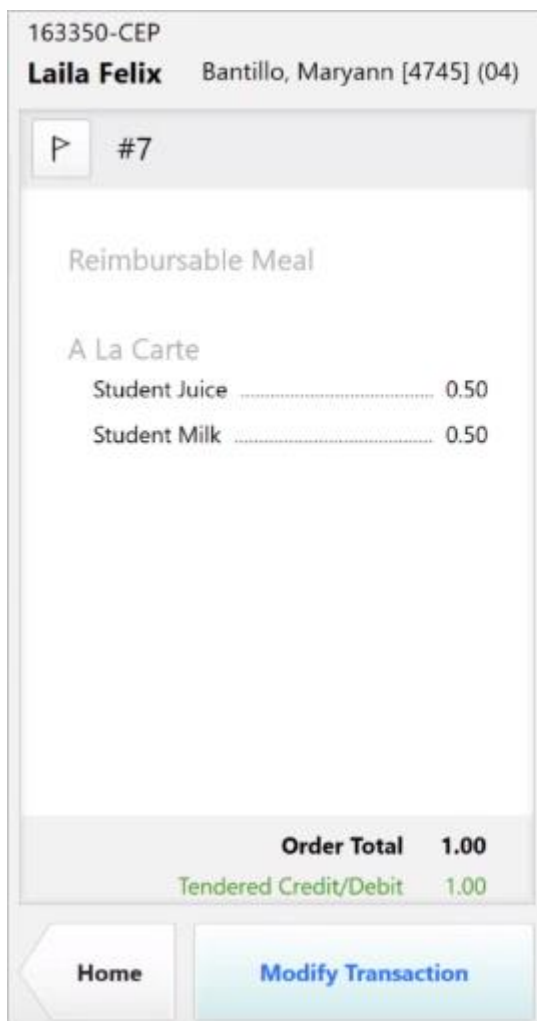 163350-CEP
Laila Felix Bantillo, Maryann [4745] (04)
#7
Reimbursable Meal
A La Carte
Student Juice 0.50
Student Milk 0.50
Order Total 1.00
Tendered Credit/Debit 1.00
Home Modify Transaction